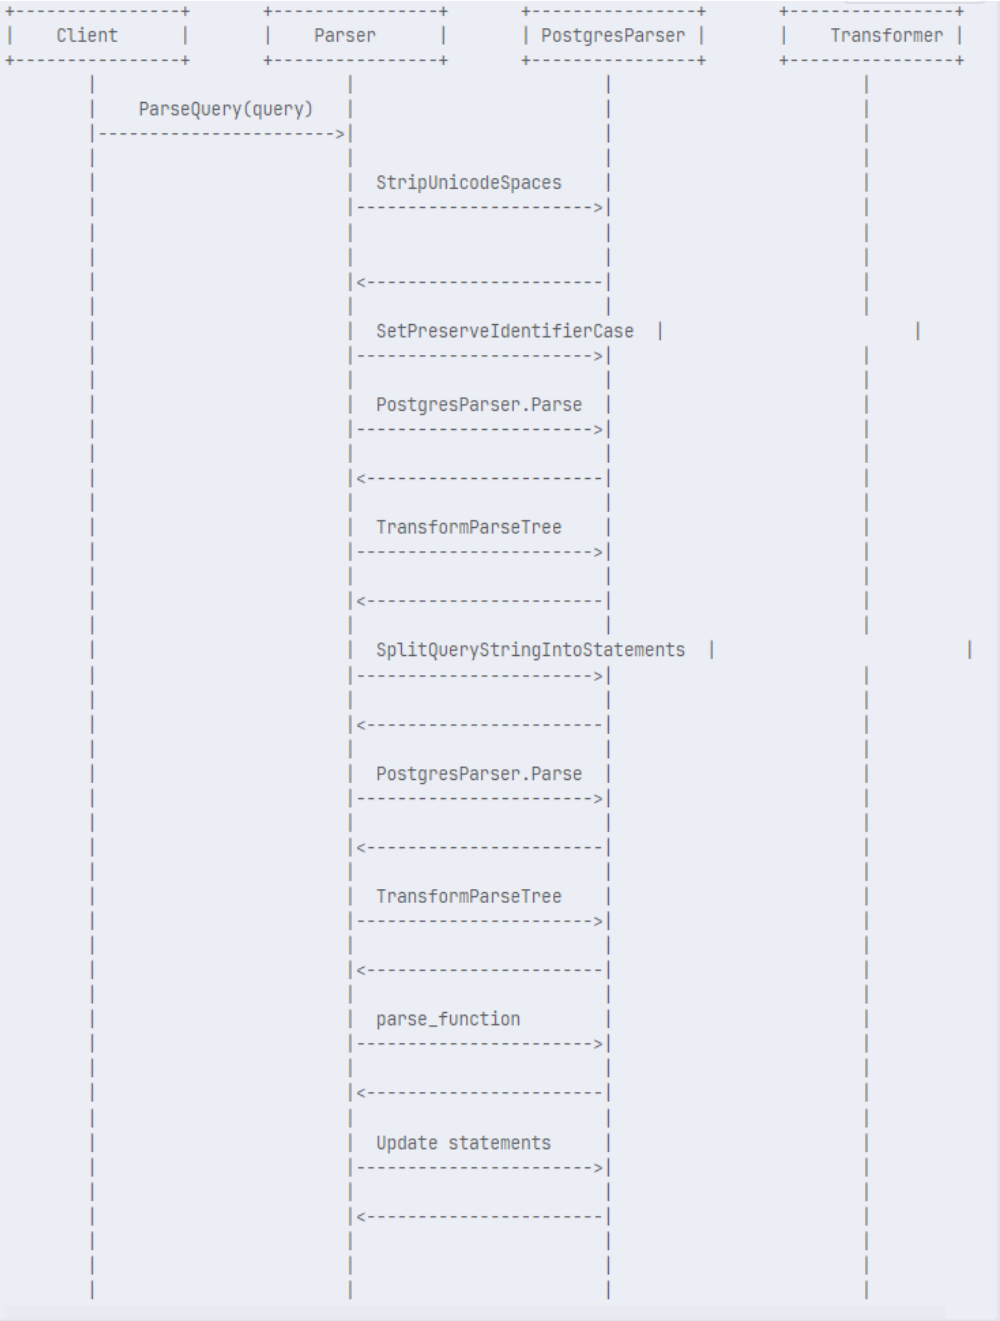 Client Parser PostgresParser Transformer
ParseQuery(query)
StripUnicodeSpaces
SetPreserveIdentifierCase
PostgresParser.Parse
TransformParseTree
SplitQueryStringIntoStatements
PostgresParser.Parse
TransformParseTree
parse_function
Update statements